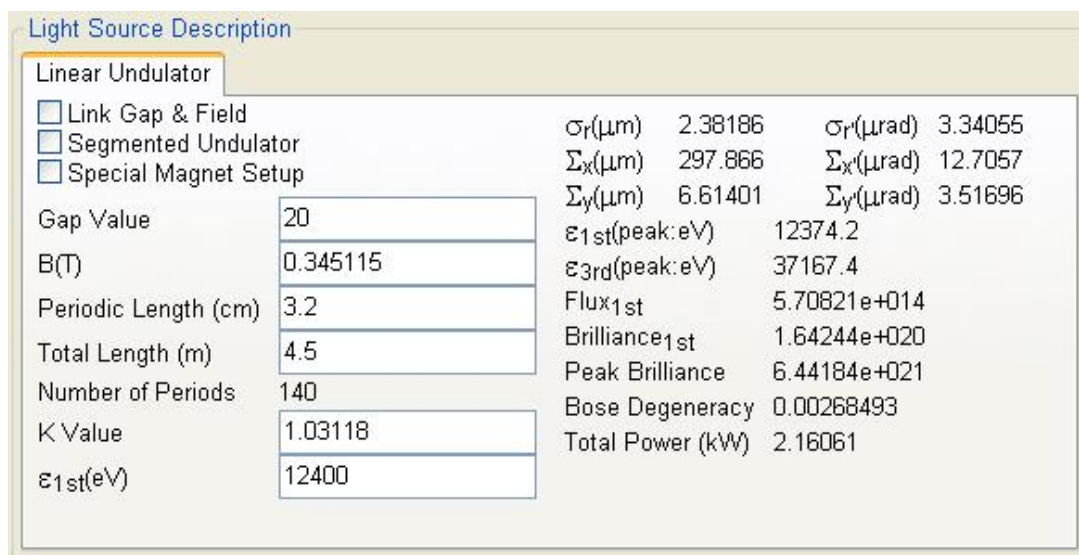 Light Source Description
Linear Undulator
Link Gap & Field
Segmented Undulator
Special Magnet Setup
Gap Value 20
B(T) 0.345115
Periodic Length (cm) 3.2
Total Length (m) 4.5
Number of Periods 140
K Value 1.03118
ε1st(eV) 12400
σr(μm) 2.38186 σr'(μrad) 3.34055
Σx(μm) 297.866 Σx'(μrad) 12.7057
Σy(μm) 6.61401 Σy'(μrad) 3.51696
ε1st(peak:eV) 12374.2
ε3rd(peak:eV) 37167.4
Flux1st 5.70821e+014
Brilliance1st 1.64244e+020
Peak Brilliance 6.44184e+021
Bose Degeneracy 0.00268493
Total Power (kW) 2.16061